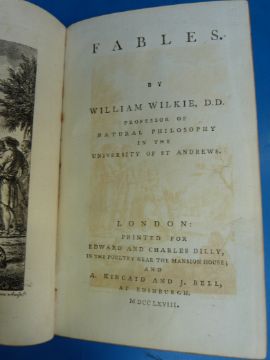 FABLES.
BY
WILLIAM WILKIE, D.D.
PROFESSOR OF
NATURAL PHILOSOPHY
IN THE
UNIVERSITY OF ST ANDREWS.
LONDON:
PRINTED FOR
EDWARD AND CHARLES DILLY,
IN THE POULTRY NEAR THE MANSION HOUSE;
AND
A. KINCAID AND J. BELL,
AT EDINBURGH.
MDCCLXVIII.